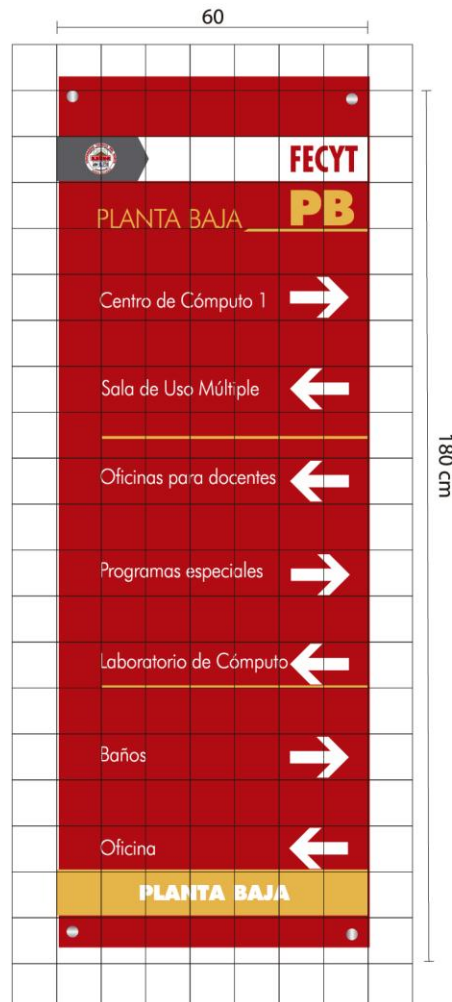 60
FECYT
PLANTA BAJA PB
Centro de Cómputo 1
Sala de Uso Múltiple
Oficinas para docentes
Programas especiales
Laboratorio de Cómputo
Baños
Oficina
PLANTA BAJA
180 cm